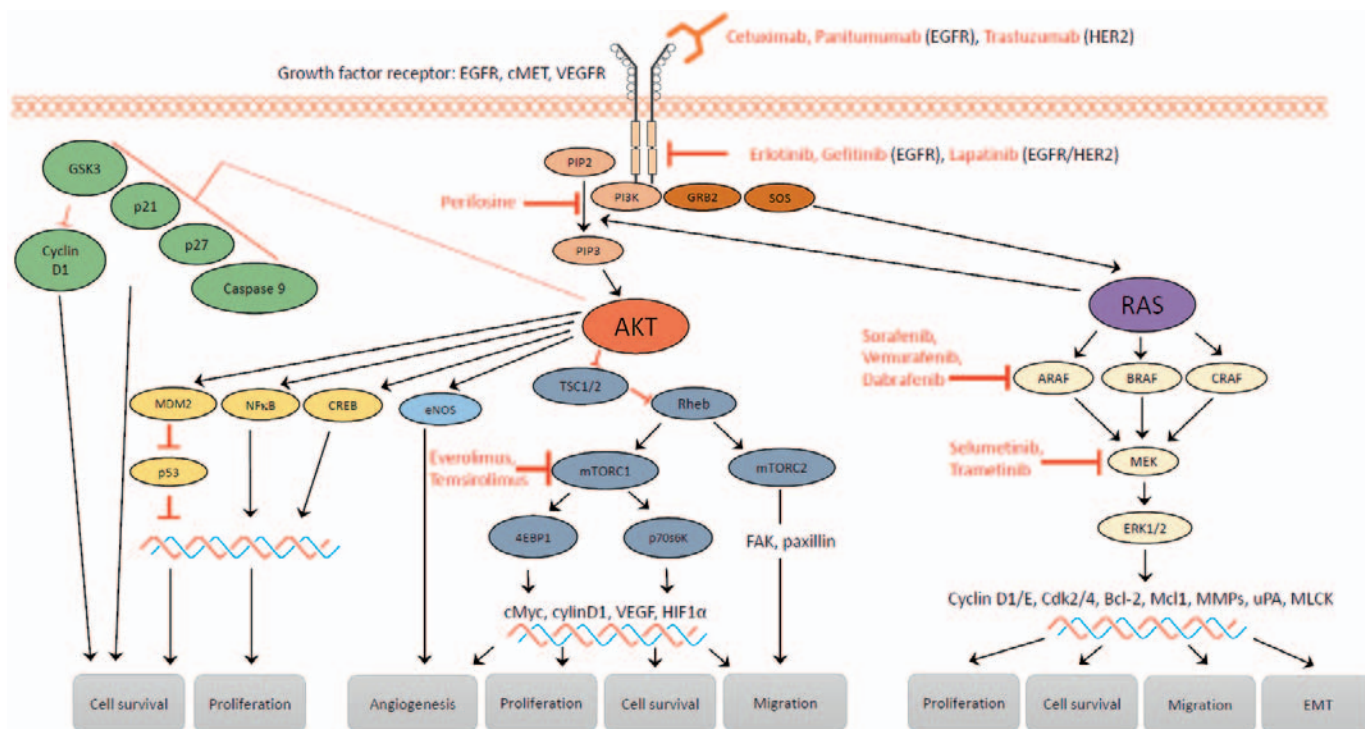 Cetuximab, Panitumumab (EGFR), Trastuzumab (HER2)
Growth factor receptor: EGFR, cMET, VEGFR
GSK3
p21
p27
Cyclin
D1
Caspase 9
PIP2
Erlotinib, Gefitinib (EGFR), Lapatinib (EGFR/HER2)
Perifosine
PI3K
GRB2
SOS
PIP3
AKT
RAS
Sorafenib,
Vemurafenib,
Dabrafenib
ARAF
BRAF
CRAF
MDM2
NFκB
CREB
eNOS
TSC1/2
Rheb
p53
Everolimus,
Temsirolimus
mTORC1
mTORC2
Selumetinib,
Trametinib
MEK
4EBP1
p70s6K
FAK, paxillin
ERK1/2
cMyc, cylinD1, VEGF, HIF1α
Cyclin D1/E, Cdk2/4, Bcl-2, Mcl1, MMPs, uPA, MLCK
Cell survival
Proliferation
Angiogenesis
Proliferation
Cell survival
Migration
Proliferation
Cell survival
Migration
EMT